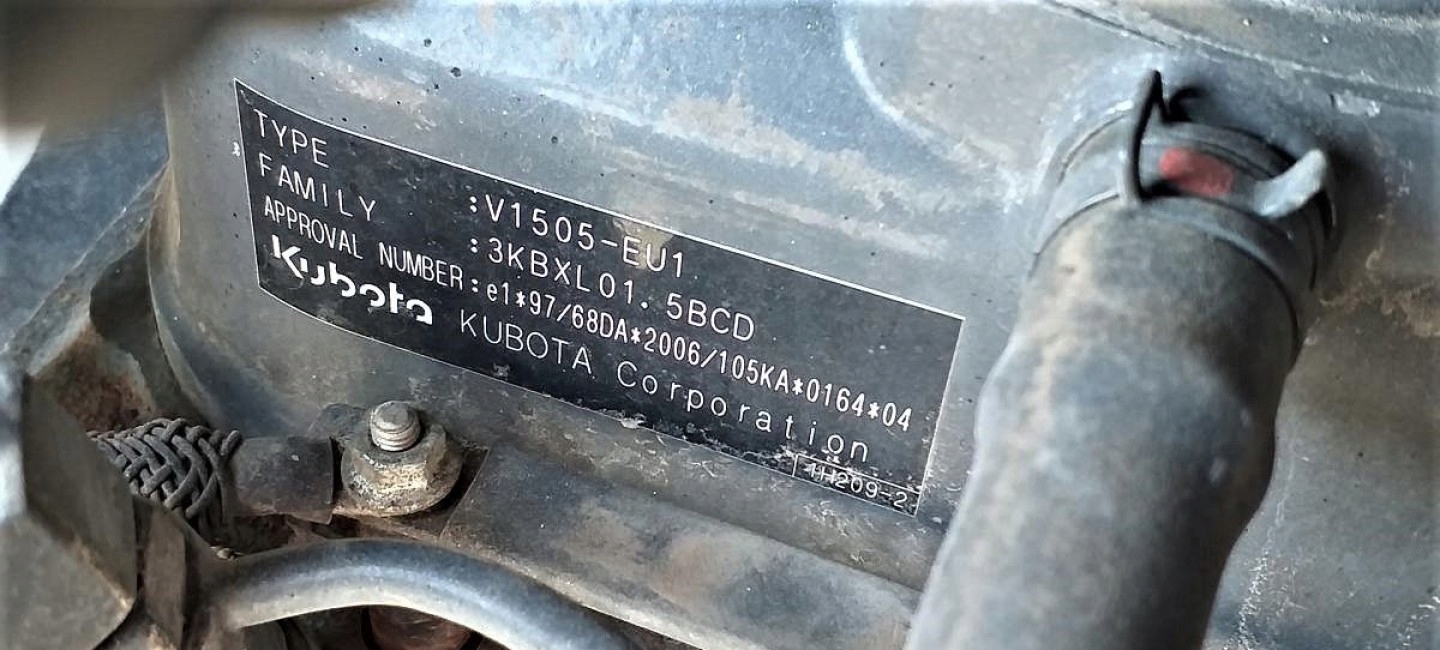 TYPE :V1505-EU1
FAMILY :3KBXL01.5BCD
APPROVAL NUMBER:e1*97/68DA*2006/105KA*0164*04
Kubota KUBOTA Corporation
1H209-2